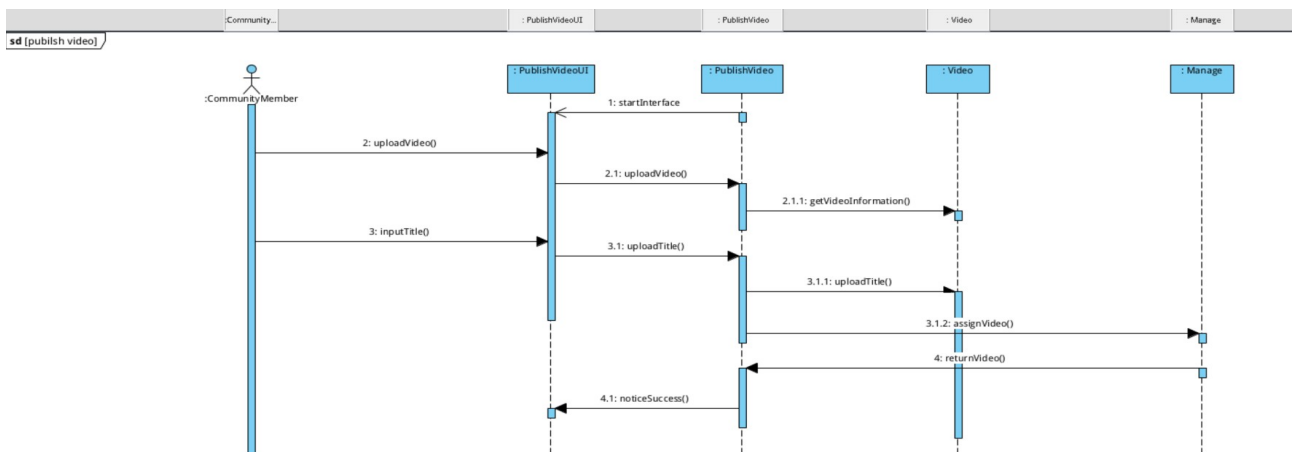 :Community...
: PublishVideoUI
: PublishVideo
: Video
: Manage
sd [pubilsh video]
:CommunityMember
: PublishVideoUI
: PublishVideo
: Video
: Manage
1: startInterface
2: uploadVideo()
2.1: uploadVideo()
2.1.1: getVideoInformation()
3: inputTitle()
3.1: uploadTitle()
3.1.1: uploadTitle()
3.1.2: assignVideo()
4: returnVideo()
4.1: noticeSuccess()